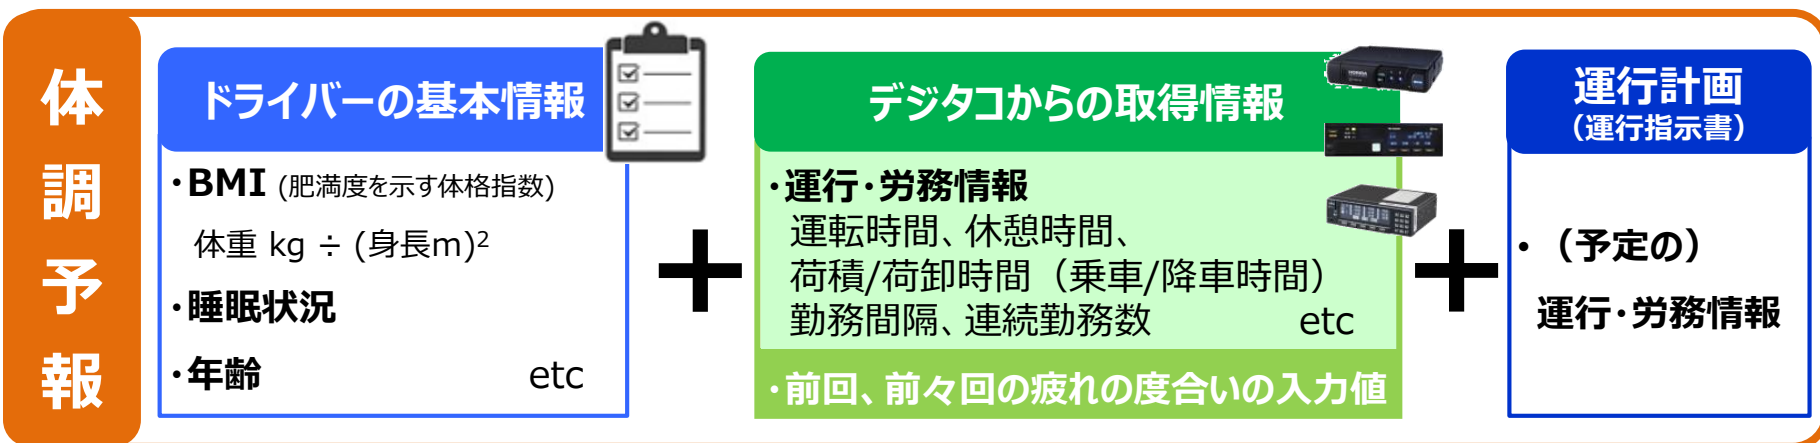 体調予報
ドライバーの基本情報
・BMI (肥満度を示す体格指数)
体重 kg ÷ (身長m)²
・睡眠状況
・年齢 etc
+
デジタコからの取得情報
・運行・労務情報
運転時間、休憩時間、
荷積/荷卸時間（乗車/降車時間）
勤務間隔、連続勤務数 etc
・前回、前々回の疲れの度合いの入力値
+
運行計画
（運行指示書）
・（予定の）
運行・労務情報